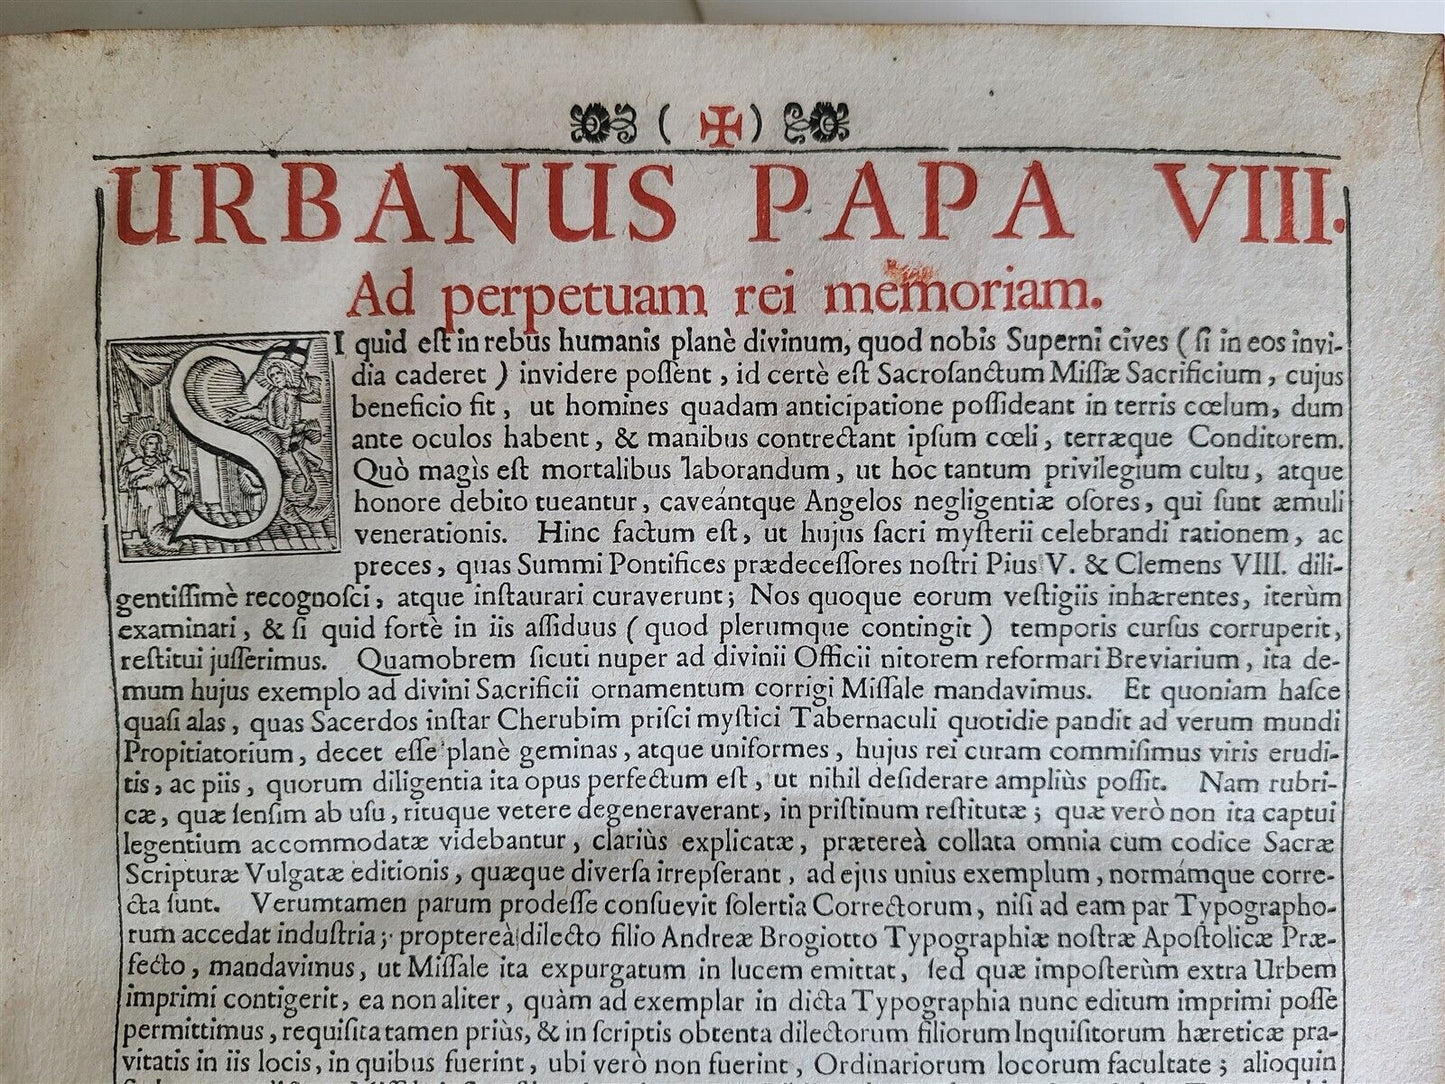 ( ✠ )
URBANUS PAPA VIII.
Ad perpetuam rei memoriam.
SI quid eſt in rebus humanis planè divinum, quod nobis Superni cives ( ſi in eos invi-
dia caderet ) invidere poſſent, id certè eſt Sacroſanctum Miſſæ Sacrificium, cujus
beneficio fit, ut homines quadam anticipatione poſſideant in terris cœlum, dum
ante oculos habent, & manibus contrectant ipſum cœli, terræque Conditorem.
Quò magìs eſt mortalibus laborandum, ut hoc tantum privilegium cultu, atque
honore debito tueantur, caveántque Angelos negligentiæ oſores, qui ſunt æmuli
venerationis. Hinc factum eſt, ut hujus ſacri myſterii celebrandi rationem, ac
preces, quas Summi Pontifices prædeceſſores noſtri Pius V. & Clemens VIII. dili-
gentiſſimè recognoſci, atque inſtaurari curaverunt; Nos quoque eorum veſtigiis inhærentes, iterùm
examinari, & ſi quid fortè in iis aſſiduus ( quod plerumque contingit ) temporis curſus corruperit,
reſtitui juſſerimus. Quamobrem ſicuti nuper ad divinii Officii nitorem reformari Breviarium, ita de-
mum hujus exemplo ad divini Sacrificii ornamentum corrigi Miſſale mandavimus. Et quoniam haſce
quaſi alas, quas Sacerdos inſtar Cherubim priſci myſtici Tabernaculi quotidie pandit ad verum mundi
Propitiatorium, decet eſſe planè geminas, atque uniformes, hujus rei curam commiſimus viris erudi-
tis, ac piis, quorum diligentia ita opus perfectum eſt, ut nihil deſiderare ampliùs poſſit. Nam rubri-
cæ, quæ ſenſim ab uſu, rituque vetere degeneraverant, in priſtinum reſtitutæ; quæ verò non ita captui
legentium accommodatæ videbantur, clariùs explicatæ, prætereà collata omnia cum codice Sacræ
Scripturæ Vulgatæ editionis, quæque diverſa irrepſerant, ad ejus unius exemplum, normámque corre-
cta ſunt. Verumtamen parum prodeſſe conſuevit ſolertia Correctorum, niſi ad eam par Typographo-
rum accedat induſtria; proptereà dilecto filio Andreæ Brogiotto Typographiæ noſtræ Apoſtolicæ Præ-
fecto, mandavimus, ut Miſſale ita expurgatum in lucem emittat, ſed quæ impoſterùm extra Urbem
imprimi contigerit, ea non aliter, quàm ad exemplar in dicta Typographia nunc editum imprimi poſſe
permittimus, requiſita tamen priùs, & in ſcriptis obtenta dilectorum filiorum Inquiſitorum hæreticæ pra-
vitatis in iis locis, in quibus fuerint, ubi verò non fuerint, Ordinariorum locorum facultate; alioquin